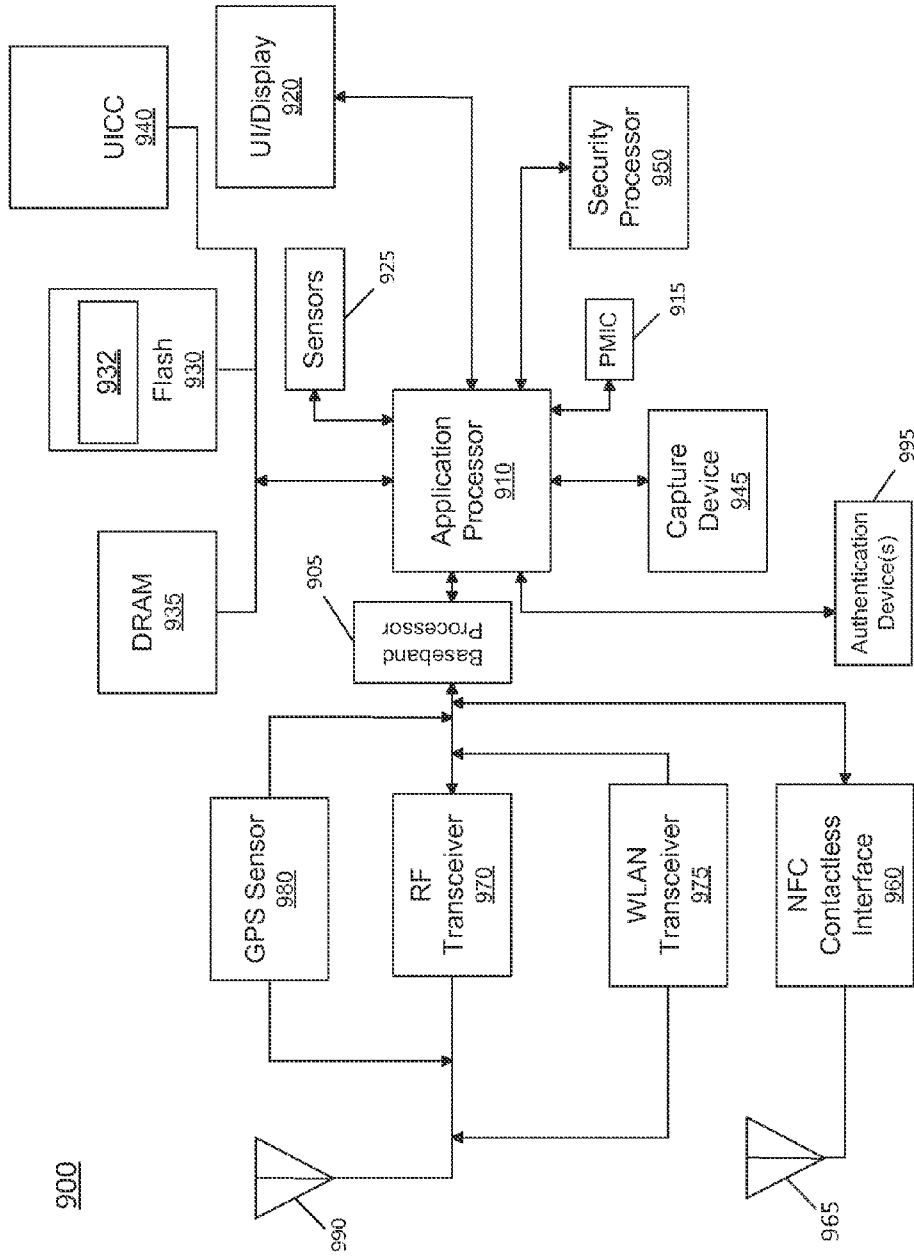 900
990
GPS Sensor
980
RF
Transceiver
970
WLAN
Transceiver
975
NFC
Contactless
Interface
960
965
DRAM
935
932
Flash
930
UICC
940
905
Baseband
Processor
Application
Processor
910
Sensors
925
UI/Display
920
Security
Processor
950
PMIC
915
Capture
Device
945
Authentication
Device(s)
995